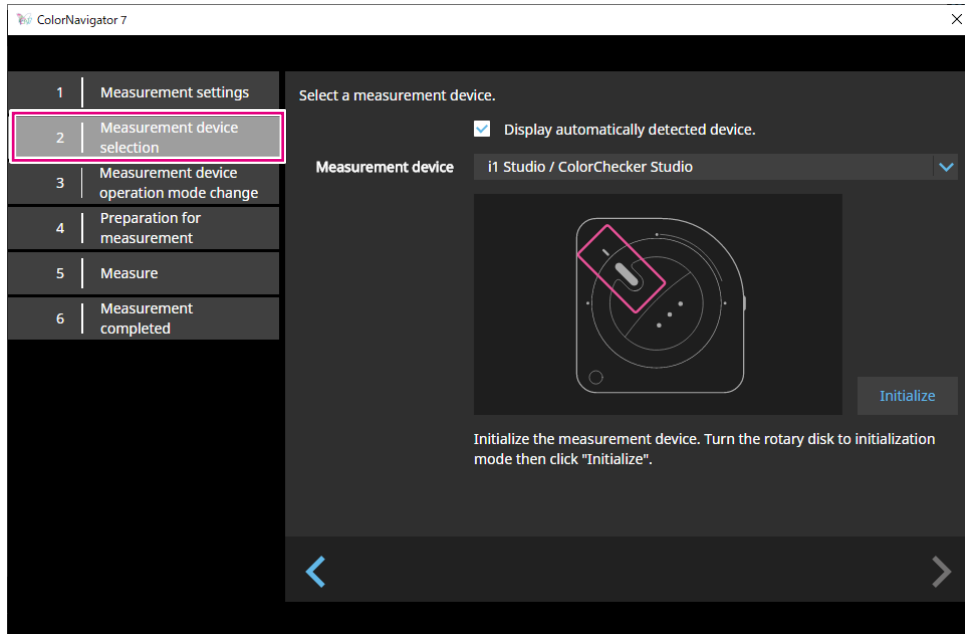 ColorNavigator 7
1 Measurement settings
2 Measurement device
selection
3 Measurement device
operation mode change
4 Preparation for
measurement
5 Measure
6 Measurement
completed
Select a measurement device.
Display automatically detected device.
Measurement device i1 Studio / ColorChecker Studio
Initialize
Initialize the measurement device. Turn the rotary disk to initialization
mode then click "Initialize".